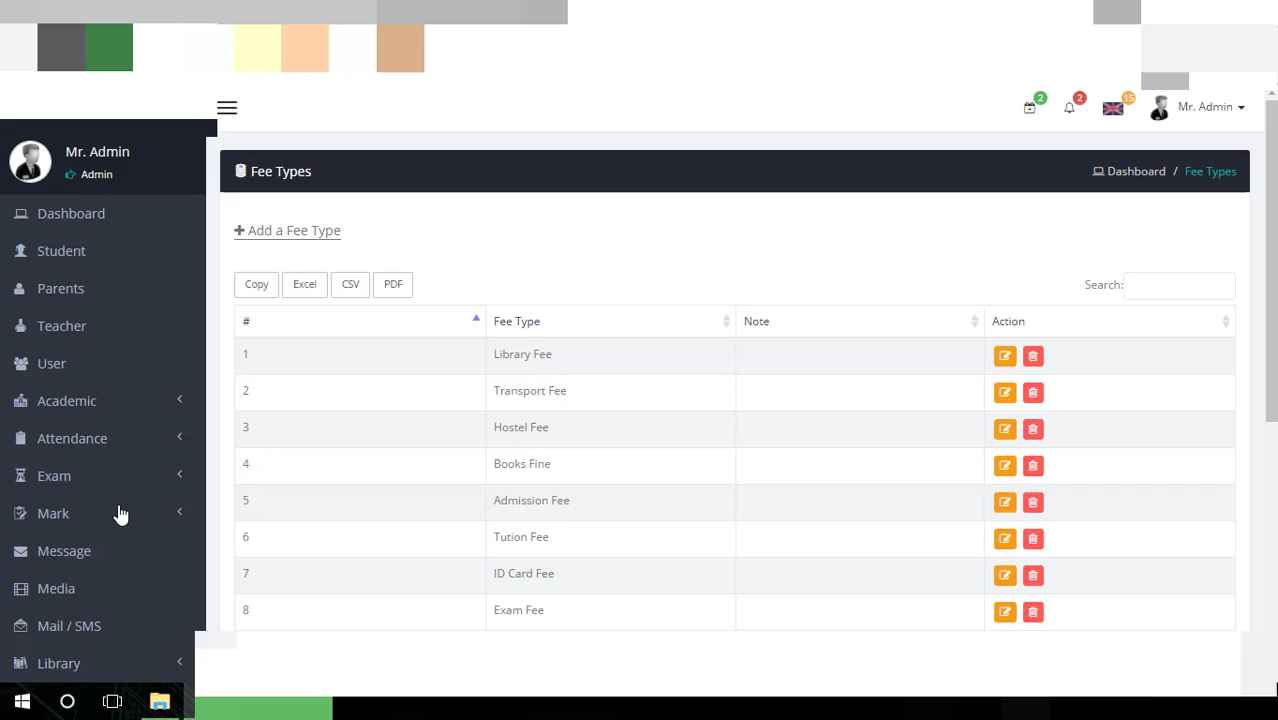 2
2
15
Mr. Admin
Mr. Admin
Admin
Fee Types
Dashboard / Fee Types
Dashboard
Student
Parents
Teacher
User
Academic
Attendance
Exam
Mark
Message
Media
Mail / SMS
Library
Add a Fee Type
Copy Excel CSV PDF
Search:
# Fee Type Note Action
1 Library Fee
2 Transport Fee
3 Hostel Fee
4 Books Fine
5 Admission Fee
6 Tution Fee
7 ID Card Fee
8 Exam Fee